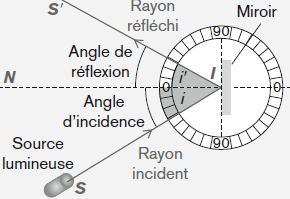 S'
Rayon
réfléchi
Miroir
90
Angle de
réflexion
N
i'
I
0
0
Angle
d'incidence
i
Source
lumineuse
90
Rayon
incident
S